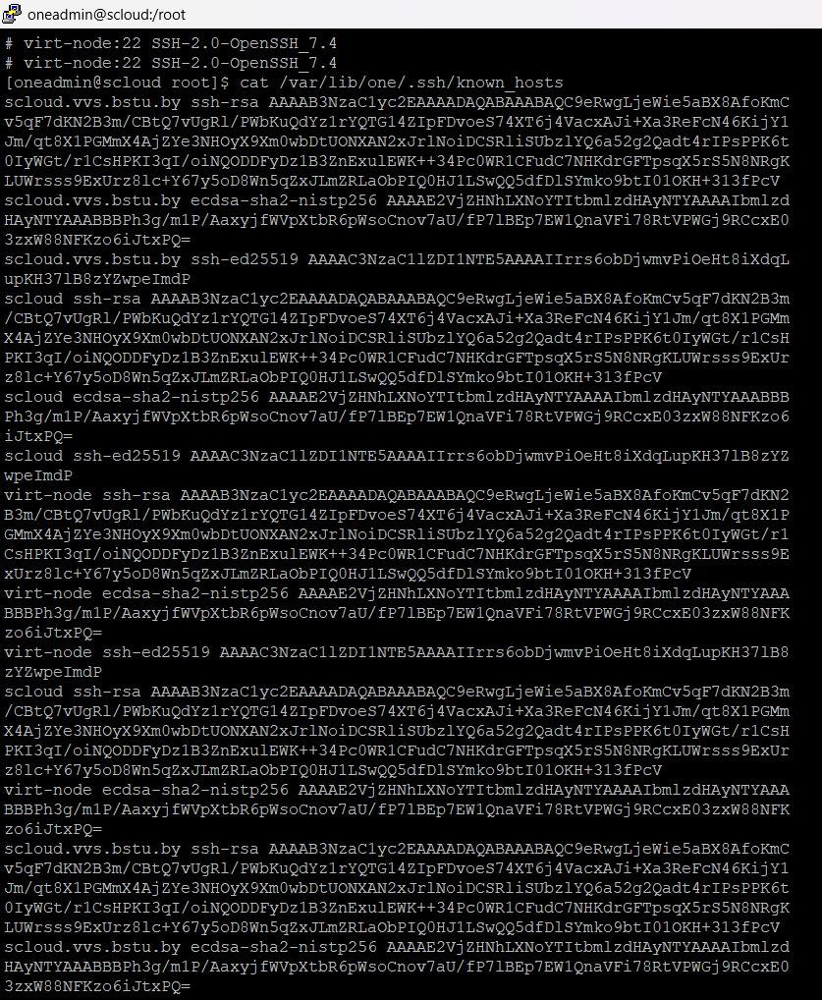 oneadmin@scloud:/root
# virt-node:22 SSH-2.0-OpenSSH_7.4
# virt-node:22 SSH-2.0-OpenSSH_7.4
[oneadmin@scloud root]$ cat /var/lib/one/.ssh/known_hosts
scloud.vvs.bstu.by ssh-rsa AAAAB3NzaC1yc2EAAAADAQABAAABAQC9eRwgLjeWie5aBX8AfoKmC
v5qF7dKN2B3m/CBtQ7vUgRl/PWbKuQdYz1rYQTG14ZIpFDvoeS74XT6j4VacxAJi+Xa3ReFcN46KijY1
Jm/qt8X1PGMmX4AjZYe3NHOyX9Xm0wbDtUONXAN2xJrlNoiDCSRliSUbzlYQ6a52g2Qadt4rIPsPPK6t
0IyWGt/r1CsHPKI3qI/oiNQODDFyDz1B3ZnExulEWK++34Pc0WR1CFudC7NHKdrGFTpsqX5rS5N8NRgK
LUWrsss9ExUrz8lc+Y67y5oD8Wn5qZxJLmZRLaObPIQ0HJ1LSwQQ5dfDlSYmko9btI01OKH+313fPcV
scloud.vvs.bstu.by ecdsa-sha2-nistp256 AAAAE2VjZHNhLXNoYTItbmlzdHAyNTYAAAAIbmlzd
HAyNTYAAABBBPh3g/m1P/AaxyjfWVpXtbR6pWsoCnov7aU/fP7lBEp7EW1QnaVFi78RtVPWGj9RCcxE0
3zxW88NFKzo6iJtxPQ=
scloud.vvs.bstu.by ssh-ed25519 AAAAC3NzaC1lZDI1NTE5AAAAIIrrs6obDjwmvPiOeHt8iXdqL
upKH37lB8zYZwpeImdP
scloud ssh-rsa AAAAB3NzaC1yc2EAAAADAQABAAABAQC9eRwgLjeWie5aBX8AfoKmCv5qF7dKN2B3m
/CBtQ7vUgRl/PWbKuQdYz1rYQTG14ZIpFDvoeS74XT6j4VacxAJi+Xa3ReFcN46KijY1Jm/qt8X1PGMm
X4AjZYe3NHOyX9Xm0wbDtUONXAN2xJrlNoiDCSRliSUbzlYQ6a52g2Qadt4rIPsPPK6t0IyWGt/r1CsH
PKI3qI/oiNQODDFyDz1B3ZnExulEWK++34Pc0WR1CFudC7NHKdrGFTpsqX5rS5N8NRgKLUWrsss9ExUr
z8lc+Y67y5oD8Wn5qZxJLmZRLaObPIQ0HJ1LSwQQ5dfDlSYmko9btI01OKH+313fPcV
scloud ecdsa-sha2-nistp256 AAAAE2VjZHNhLXNoYTItbmlzdHAyNTYAAAAIbmlzdHAyNTYAAABBB
Ph3g/m1P/AaxyjfWVpXtbR6pWsoCnov7aU/fP7lBEp7EW1QnaVFi78RtVPWGj9RCcxE03zxW88NFKzo6
iJtxPQ=
scloud ssh-ed25519 AAAAC3NzaC1lZDI1NTE5AAAAIIrrs6obDjwmvPiOeHt8iXdqLupKH37lB8zYZ
wpeImdP
virt-node ssh-rsa AAAAB3NzaC1yc2EAAAADAQABAAABAQC9eRwgLjeWie5aBX8AfoKmCv5qF7dKN2
B3m/CBtQ7vUgRl/PWbKuQdYz1rYQTG14ZIpFDvoeS74XT6j4VacxAJi+Xa3ReFcN46KijY1Jm/qt8X1P
GMmX4AjZYe3NHOyX9Xm0wbDtUONXAN2xJrlNoiDCSRliSUbzlYQ6a52g2Qadt4rIPsPPK6t0IyWGt/r1
CsHPKI3qI/oiNQODDFyDz1B3ZnExulEWK++34Pc0WR1CFudC7NHKdrGFTpsqX5rS5N8NRgKLUWrsss9E
xUrz8lc+Y67y5oD8Wn5qZxJLmZRLaObPIQ0HJ1LSwQQ5dfDlSYmko9btI01OKH+313fPcV
virt-node ecdsa-sha2-nistp256 AAAAE2VjZHNhLXNoYTItbmlzdHAyNTYAAAAIbmlzdHAyNTYAAA
BBBPh3g/m1P/AaxyjfWVpXtbR6pWsoCnov7aU/fP7lBEp7EW1QnaVFi78RtVPWGj9RCcxE03zxW88NFK
zo6iJtxPQ=
virt-node ssh-ed25519 AAAAC3NzaC1lZDI1NTE5AAAAIIrrs6obDjwmvPiOeHt8iXdqLupKH37lB8
zYZwpeImdP
scloud ssh-rsa AAAAB3NzaC1yc2EAAAADAQABAAABAQC9eRwgLjeWie5aBX8AfoKmCv5qF7dKN2B3m
/CBtQ7vUgRl/PWbKuQdYz1rYQTG14ZIpFDvoeS74XT6j4VacxAJi+Xa3ReFcN46KijY1Jm/qt8X1PGMm
X4AjZYe3NHOyX9Xm0wbDtUONXAN2xJrlNoiDCSRliSUbzlYQ6a52g2Qadt4rIPsPPK6t0IyWGt/r1CsH
PKI3qI/oiNQODDFyDz1B3ZnExulEWK++34Pc0WR1CFudC7NHKdrGFTpsqX5rS5N8NRgKLUWrsss9ExUr
z8lc+Y67y5oD8Wn5qZxJLmZRLaObPIQ0HJ1LSwQQ5dfDlSYmko9btI01OKH+313fPcV
virt-node ecdsa-sha2-nistp256 AAAAE2VjZHNhLXNoYTItbmlzdHAyNTYAAAAIbmlzdHAyNTYAAA
BBBPh3g/m1P/AaxyjfWVpXtbR6pWsoCnov7aU/fP7lBEp7EW1QnaVFi78RtVPWGj9RCcxE03zxW88NFK
zo6iJtxPQ=
scloud.vvs.bstu.by ssh-rsa AAAAB3NzaC1yc2EAAAADAQABAAABAQC9eRwgLjeWie5aBX8AfoKmC
v5qF7dKN2B3m/CBtQ7vUgRl/PWbKuQdYz1rYQTG14ZIpFDvoeS74XT6j4VacxAJi+Xa3ReFcN46KijY1
Jm/qt8X1PGMmX4AjZYe3NHOyX9Xm0wbDtUONXAN2xJrlNoiDCSRliSUbzlYQ6a52g2Qadt4rIPsPPK6t
0IyWGt/r1CsHPKI3qI/oiNQODDFyDz1B3ZnExulEWK++34Pc0WR1CFudC7NHKdrGFTpsqX5rS5N8NRgK
LUWrsss9ExUrz8lc+Y67y5oD8Wn5qZxJLmZRLaObPIQ0HJ1LSwQQ5dfDlSYmko9btI01OKH+313fPcV
scloud.vvs.bstu.by ecdsa-sha2-nistp256 AAAAE2VjZHNhLXNoYTItbmlzdHAyNTYAAAAIbmlzd
HAyNTYAAABBBPh3g/m1P/AaxyjfWVpXtbR6pWsoCnov7aU/fP7lBEp7EW1QnaVFi78RtVPWGj9RCcxE0
3zxW88NFKzo6iJtxPQ=